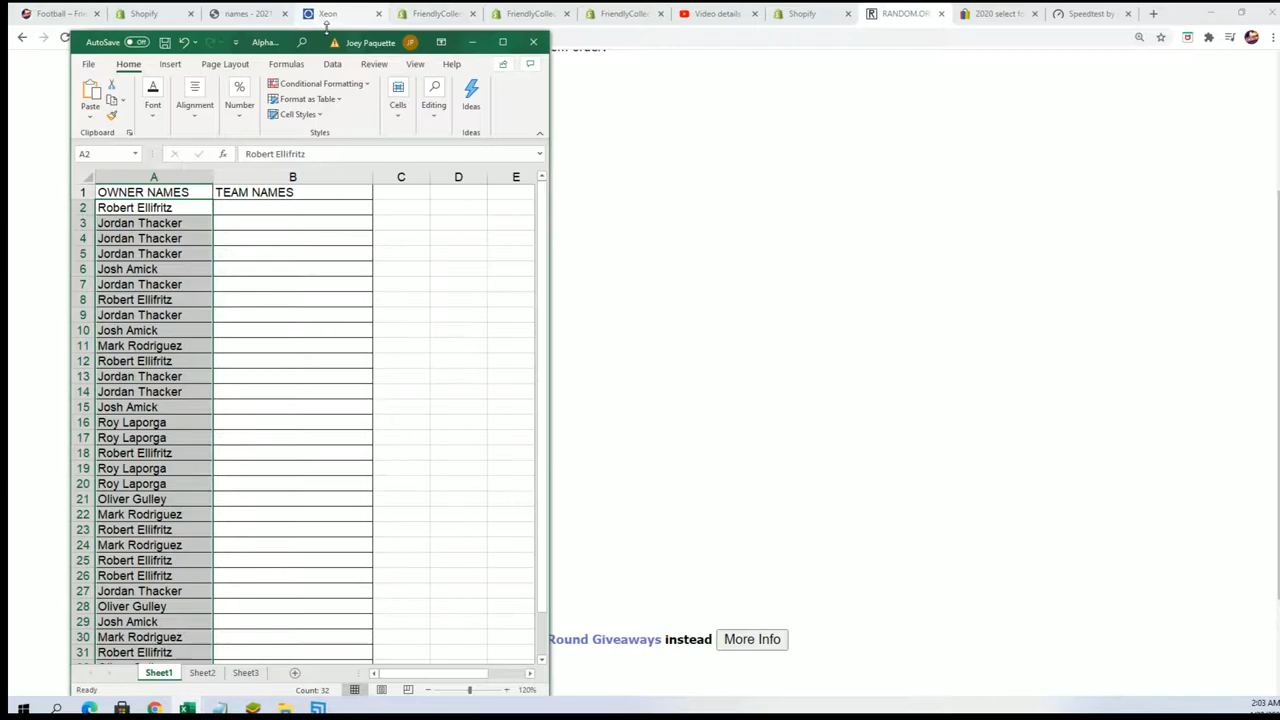 Football – Frie
Shopify
names - 2021
Xeon
FriendlyCollec
FriendlyCollec
FriendlyCollec
Video details
Shopify
RANDOM.OR
2020 select fo
Speedtest by
AutoSave Off
Alpha...
Joey Paquette
JP
File Home Insert Page Layout Formulas Data Review View Help
Paste
Font
Alignment
Number
Conditional Formatting
Format as Table
Cell Styles
Cells
Editing
Ideas
Clipboard
Styles
Ideas
A2
fx
Robert Ellifritz
A B C D E
1 OWNER NAMES TEAM NAMES
2 Robert Ellifritz
3 Jordan Thacker
4 Jordan Thacker
5 Jordan Thacker
6 Josh Amick
7 Jordan Thacker
8 Robert Ellifritz
9 Jordan Thacker
10 Josh Amick
11 Mark Rodriguez
12 Robert Ellifritz
13 Jordan Thacker
14 Jordan Thacker
15 Josh Amick
16 Roy Laporga
17 Roy Laporga
18 Robert Ellifritz
19 Roy Laporga
20 Roy Laporga
21 Oliver Gulley
22 Mark Rodriguez
23 Robert Ellifritz
24 Mark Rodriguez
25 Robert Ellifritz
26 Robert Ellifritz
27 Jordan Thacker
28 Oliver Gulley
29 Josh Amick
30 Mark Rodriguez
31 Robert Ellifritz
Round Giveaways instead More Info
Sheet1 Sheet2 Sheet3
Ready
Count: 32
120%
2:03 AM